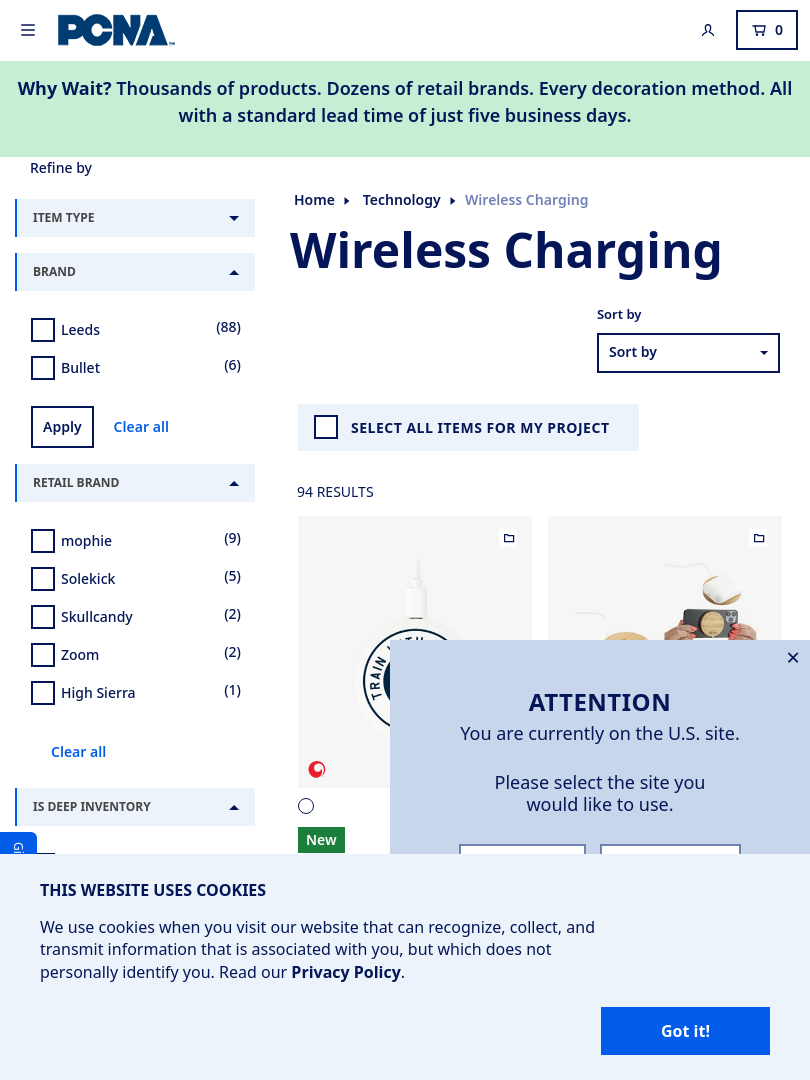 PCNA
0
Why Wait? Thousands of products. Dozens of retail brands. Every decoration method. All
with a standard lead time of just five business days.
Refine by
ITEM TYPE
BRAND
Leeds (88)
Bullet (6)
Apply Clear all
RETAIL BRAND
mophie (9)
Solekick (5)
Skullcandy (2)
Zoom (2)
High Sierra (1)
Clear all
IS DEEP INVENTORY
Home Technology Wireless Charging
Wireless Charging
Sort by
Sort by
SELECT ALL ITEMS FOR MY PROJECT
94 RESULTS
TRAIN WITH
New
ATTENTION
You are currently on the U.S. site.
Please select the site you
would like to use.
THIS WEBSITE USES COOKIES
We use cookies when you visit our website that can recognize, collect, and
transmit information that is associated with you, but which does not
personally identify you. Read our Privacy Policy.
Got it!